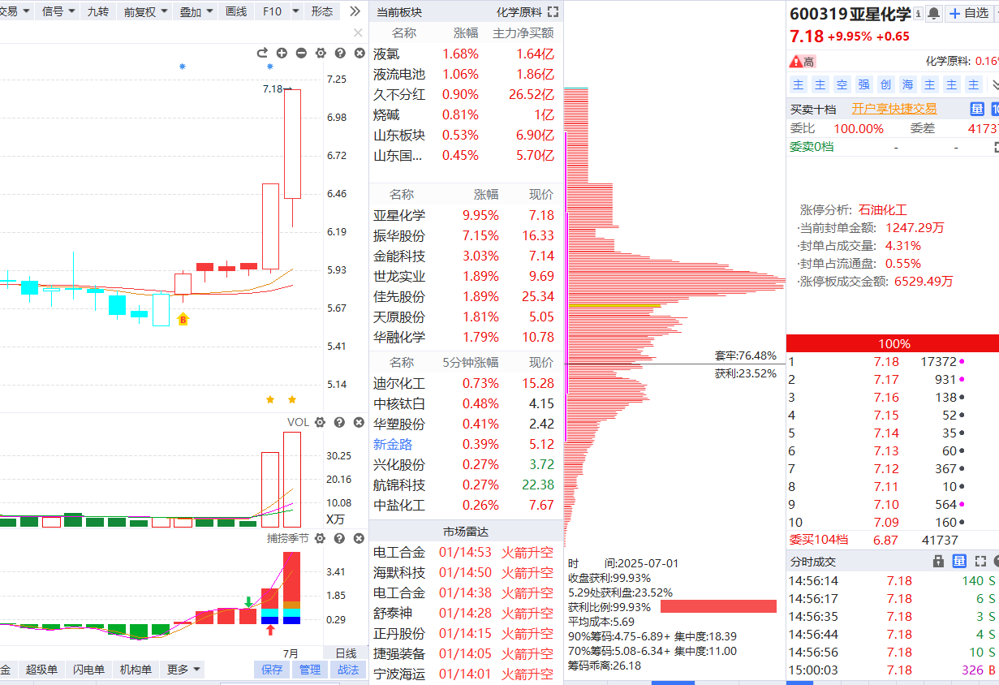 交易 信号 九转 前复权 叠加 画线 F10 形态
7.25
7.18
6.98
6.72
6.46
6.19
5.93
5.67
B
5.41
5.14
VOL
30.25
20.16
10.08
X万
捕捞季节
3.41
1.85
0.29
7月 日线
金 超级单 闪电单 机构单 更多 保存 管理 战法
当前板块 化学原料
名称 涨幅 主力净买额
液氯 1.68% 1.64亿
液流电池 1.06% 1.86亿
久不分红 0.90% 26.52亿
烧碱 0.81% 1亿
山东板块 0.53% 6.90亿
山东国... 0.45% 5.70亿
名称 涨幅 现价
亚星化学 9.95% 7.18
振华股份 7.15% 16.33
金能科技 3.03% 7.14
世龙实业 1.89% 9.69
佳先股份 1.89% 25.34
天原股份 1.81% 5.05
华融化学 1.79% 10.78
名称 5分钟涨幅 现价
迪尔化工 0.73% 15.28
中核钛白 0.48% 4.15
华塑股份 0.41% 2.42
新金路 0.39% 5.12
兴化股份 0.27% 3.72
航锦科技 0.27% 22.38
中盐化工 0.26% 7.67
市场雷达
电工合金 01/14:53 火箭升空
海默科技 01/14:50 火箭升空
电工合金 01/14:38 火箭升空
舒泰神 01/14:28 火箭升空
正丹股份 01/14:15 火箭升空
捷强装备 01/14:05 火箭升空
宁波海运 01/14:01 火箭升空
套牢:76.48%
获利:23.52%
时 间:2025-07-01
收盘获利:99.93%
5.29处获利盘:23.52%
获利比例:99.93%
平均成本:5.69
90%筹码:4.75-6.89+ 集中度:18.39
70%筹码:5.08-6.34+ 集中度:11.00
筹码乖离:26.18
600319 亚星化学 + 自选
7.18 +9.95% +0.65
高 化学原料: 0.16
主 主 空 强 创 海 主 主 主
买卖十档 开户享快捷交易 量 10
委比 100.00% 委差 4173
委卖0档 - -
涨停分析: 石油化工
·当前封单金额: 1247.29万
·封单占成交量: 4.31%
·封单占流通盘: 0.55%
·涨停板成交金额: 6529.49万
100%
1 7.18 17372
2 7.17 931
3 7.16 138
4 7.15 52
5 7.14 35
6 7.13 60
7 7.12 367
8 7.11 10
9 7.10 564
10 7.09 160
委买104档 6.87 41737
分时成交 量
14:56:14 7.18 140 S
14:56:17 7.18 6 S
14:56:35 7.18 3 S
14:56:44 7.18 4 S
14:56:56 7.18 10 S
15:00:03 7.18 326 B